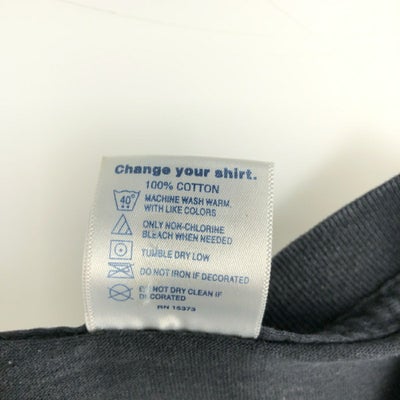 Change your shirt.
100% COTTON
40°
MACHINE WASH WARM
WITH LIKE COLORS
ONLY NON-CHLORINE
BLEACH WHEN NEEDED
TUMBLE DRY LOW
DO NOT IRON IF DECORATED
DO NOT DRY CLEAN IF
DECORATED
RN 15373